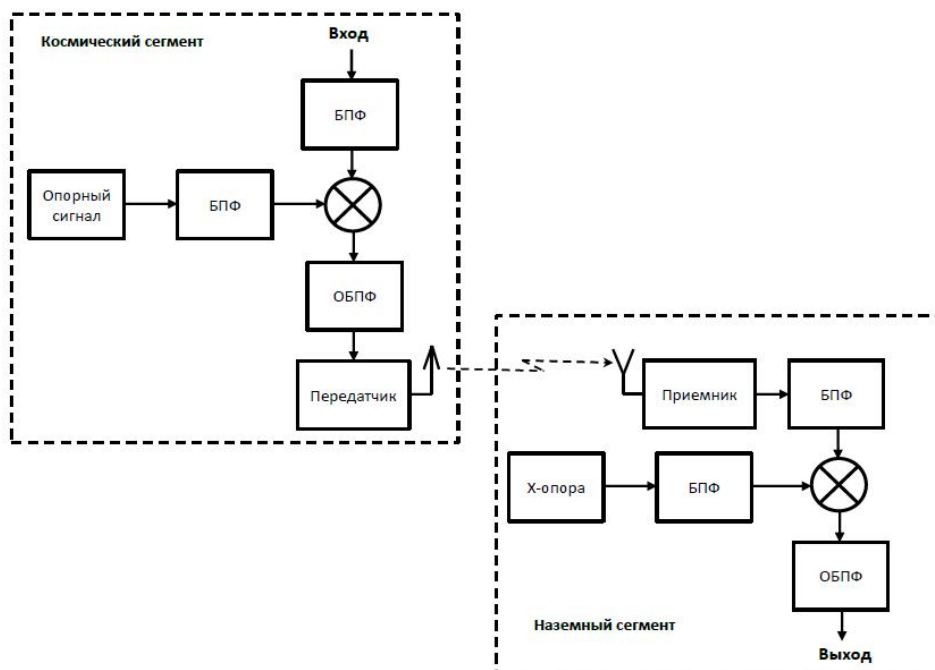 Космический сегмент
Вход
БПФ
Опорный
сигнал
БПФ
ОБПФ
Передатчик
Приемник
БПФ
Х-опора
БПФ
ОБПФ
Наземный сегмент
Выход